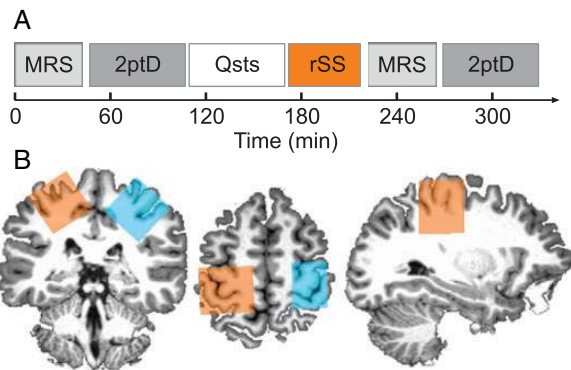 A
MRS 2ptD Qsts rSS MRS 2ptD
0 60 120 180 240 300
Time (min)
B